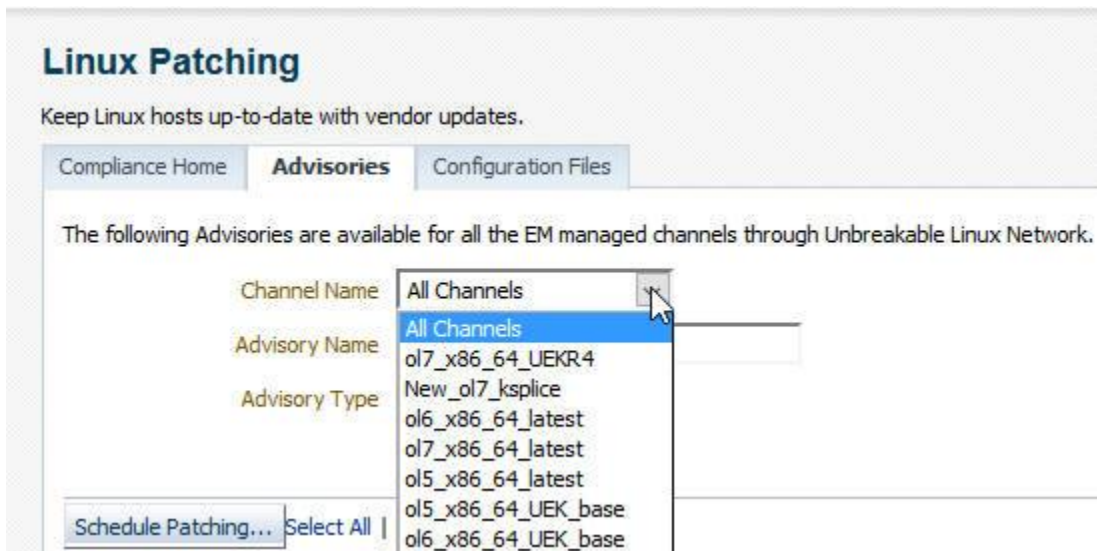 Linux Patching
Keep Linux hosts up-to-date with vendor updates.
Compliance Home Advisories Configuration Files
The following Advisories are available for all the EM managed channels through Unbreakable Linux Network.
Channel Name All Channels
All Channels
Advisory Name
ol7_x86_64_UEKR4
New_ol7_ksplice
Advisory Type
ol6_x86_64_latest
ol7_x86_64_latest
ol5_x86_64_latest
ol5_x86_64_UEK_base
Schedule Patching... Select All |
ol6_x86_64_UEK_base